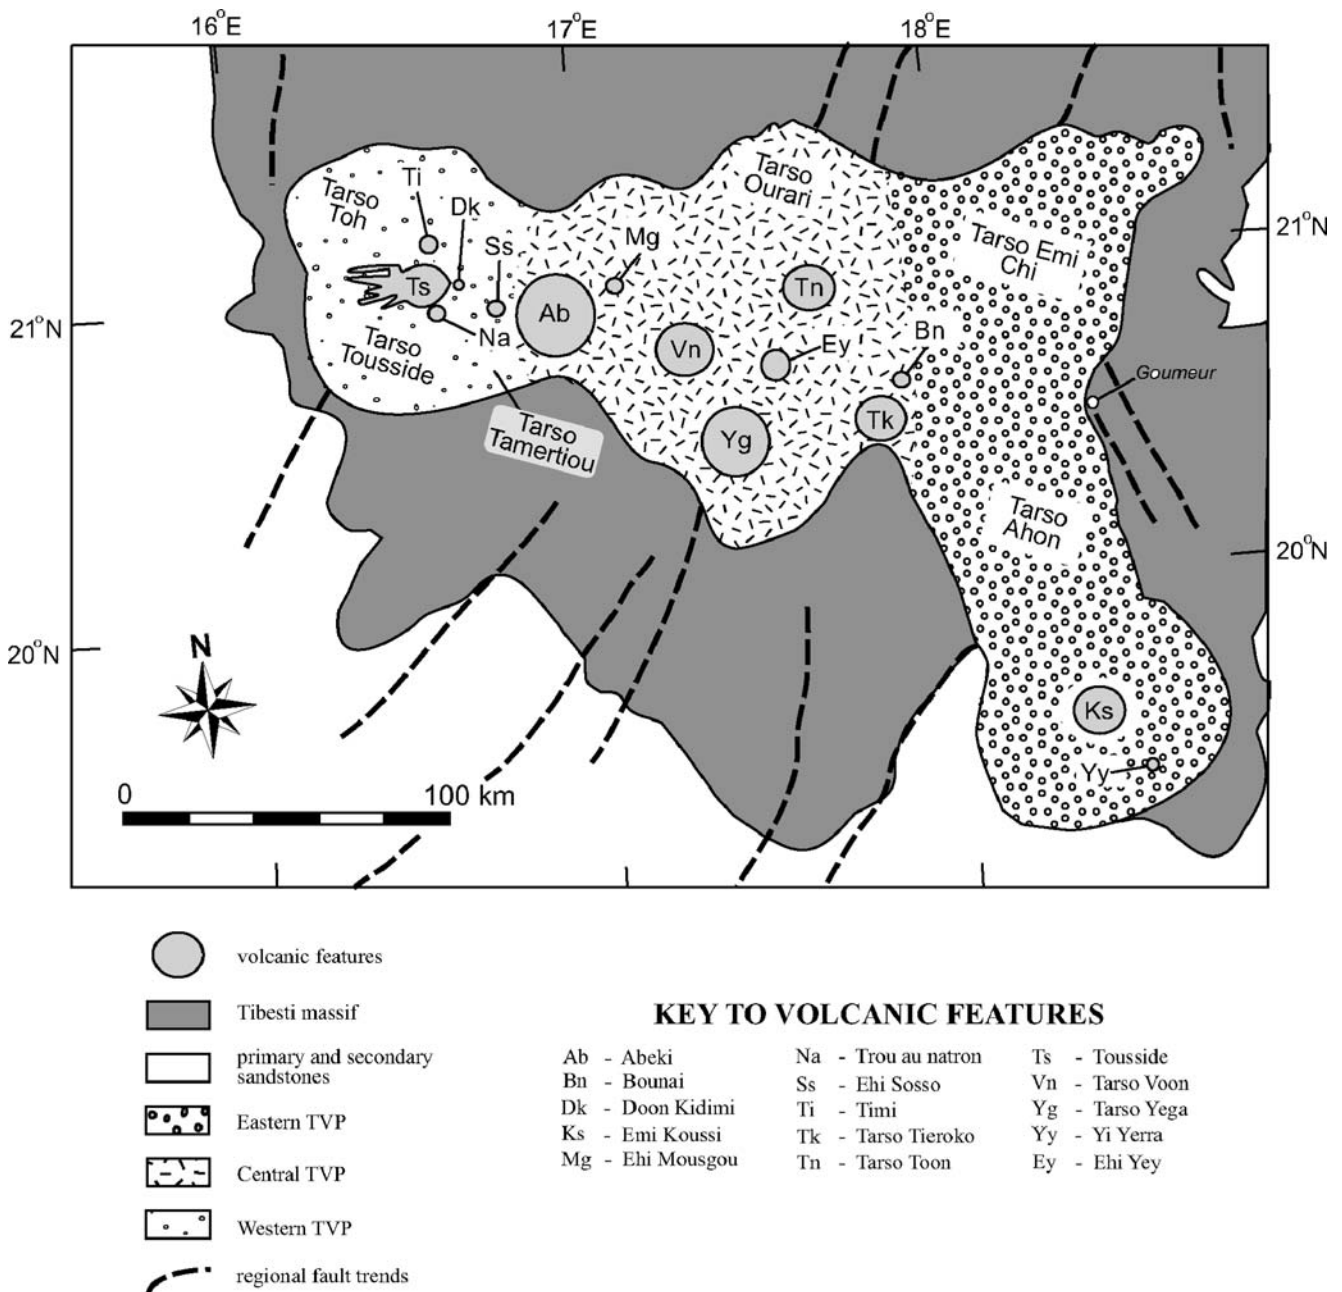 16°E
17°E
18°E
Tarso
Toh
Ti
Dk
Ss
Mg
Tarso
Ourari
Tarso Emi
Chi
21°N
21°N
Ts
Na
Ab
Vn
Tn
Ey
Bn
Tarso
Tousside
Tarso
Tamertiou
Yg
Tk
Goumeur
Tarso
Ahon
20°N
20°N
N
Ks
Yy
0 100 km
volcanic features
Tibesti massif
primary and secondary
sandstones
Eastern TVP
Central TVP
Western TVP
regional fault trends
KEY TO VOLCANIC FEATURES
Ab - Abeki
Bn - Bounai
Dk - Doon Kidimi
Ks - Emi Koussi
Mg - Ehi Mousgou
Na - Trou au natron
Ss - Ehi Sosso
Ti - Timi
Tk - Tarso Tieroko
Tn - Tarso Toon
Ts - Tousside
Vn - Tarso Voon
Yg - Tarso Yega
Yy - Yi Yerra
Ey - Ehi Yey